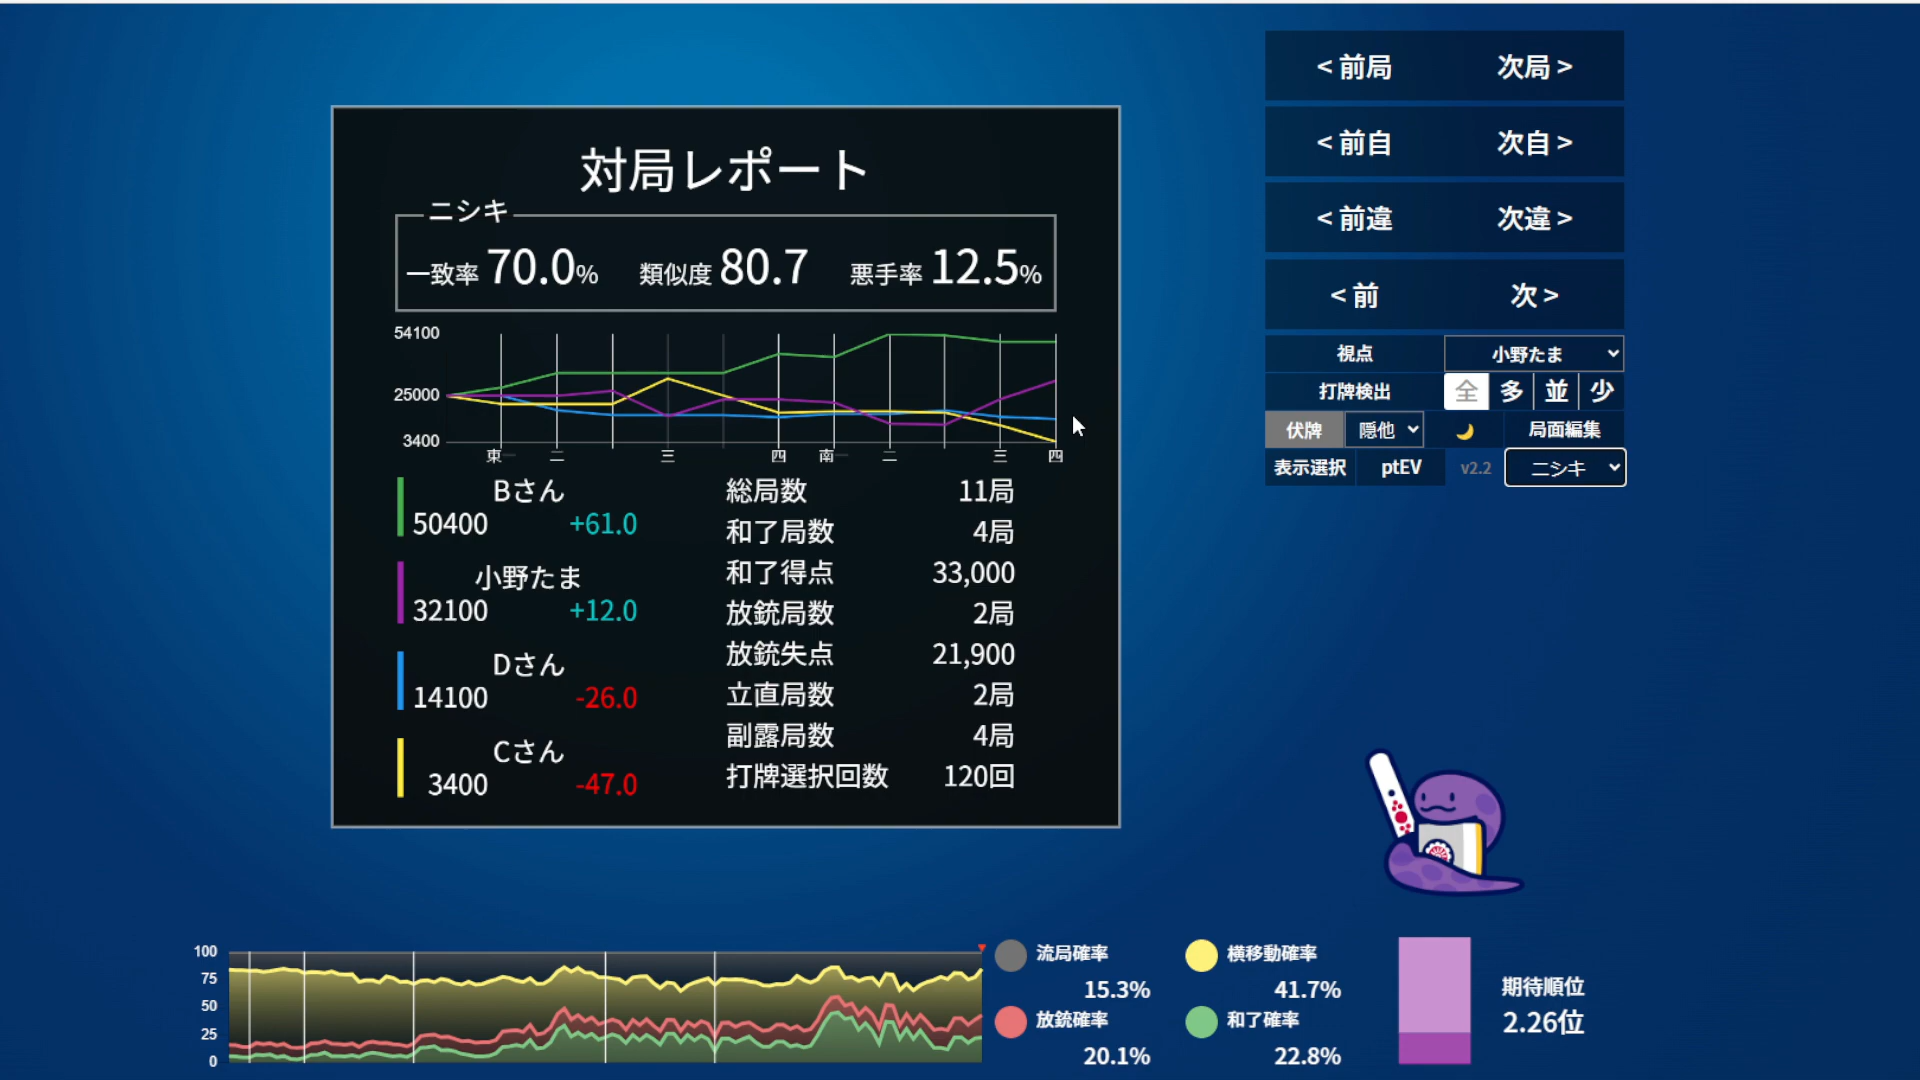 対局レポート
ニシキ
一致率 70.0% 類似度 80.7 悪手率 12.5%
54100
25000
3400
東一 二 三 四 南一 二 三 四
Bさん
50400 +61.0
小野たま
32100 +12.0
Dさん
14100 -26.0
Cさん
3400 -47.0
総局数 11局
和了局数 4局
和了得点 33,000
放銃局数 2局
放銃失点 21,900
立直局数 2局
副露局数 4局
打牌選択回数 120回
< 前局 次局 >
< 前自 次自 >
< 前違 次違 >
< 前 次 >
視点 小野たま
打牌検出 全 多 並 少
伏牌 隠他 局面編集
表示選択 ptEV v2.2 ニシキ
100
75
50
25
0
流局確率
15.3%
横移動確率
41.7%
放銃確率
20.1%
和了確率
22.8%
期待順位
2.26位